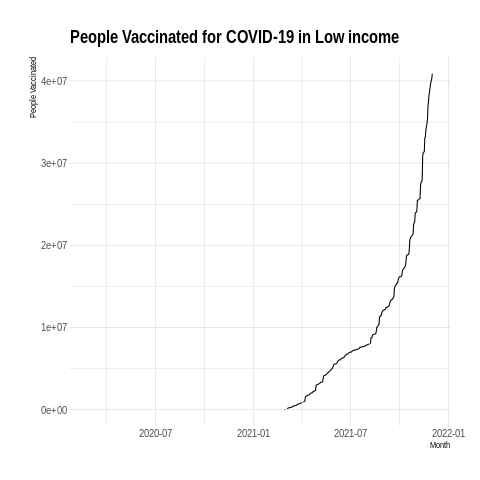 People Vaccinated for COVID-19 in Low income
People Vaccinated
4e+07
3e+07
2e+07
1e+07
0e+00
2020-07 2021-01 2021-07 2022-01
Month